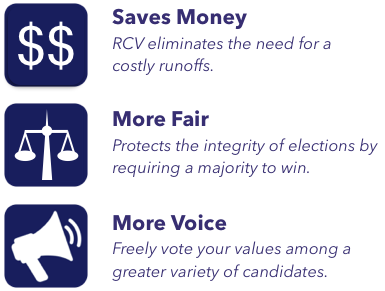 $$
Saves Money
RCV eliminates the need for a
costly runoffs.
More Fair
Protects the integrity of elections by
requiring a majority to win.
More Voice
Freely vote your values among a
greater variety of candidates.